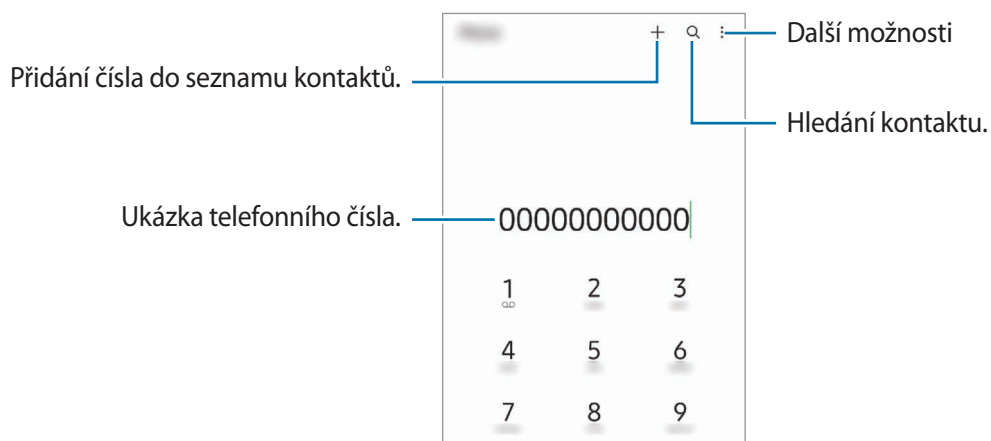 Další možnosti
Přidání čísla do seznamu kontaktů.
Hledání kontaktu.
Ukázka telefonního čísla.
00000000000
1 2 3
4 5 6
7 8 9